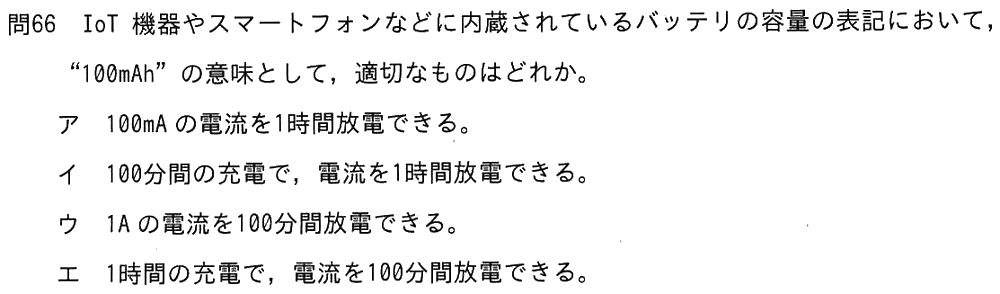 問66 IoT 機器やスマートフォンなどに内蔵されているバッテリの容量の表記において，
“100mAh” の意味として，適切なものはどれか。
ア 100mA の電流を1時間放電できる。
イ 100分間の充電で，電流を1時間放電できる。
ウ 1A の電流を100分間放電できる。
エ 1時間の充電で，電流を100分間放電できる。